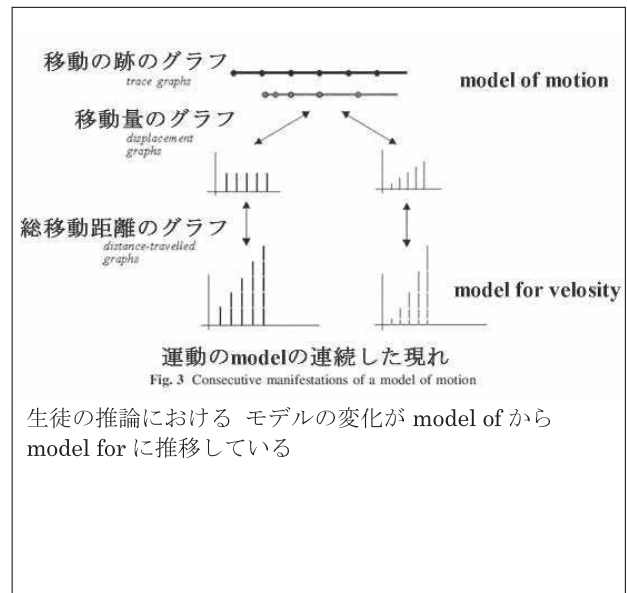 移動の跡のグラフ
trace graphs
model of motion
移動量のグラフ
displacement
graphs
総移動距離のグラフ
distance-travelled
graphs
model for velosity
運動のmodelの連続した現れ
Fig. 3 Consecutive manifestations of a model of motion
生徒の推論における モデルの変化が model of から
model for に推移している